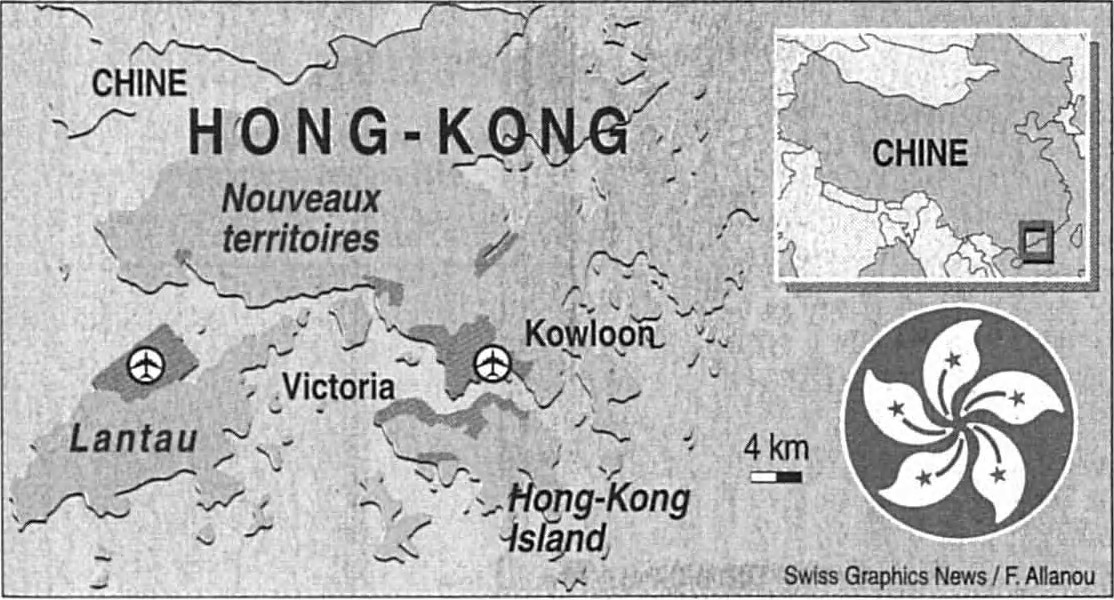 CHINE
HONG-KONG
Nouveaux
territoires
CHINE
Kowloon
Victoria
Lantau
4 km
Hong-Kong
Island
Swiss Graphics News / F. Allanou